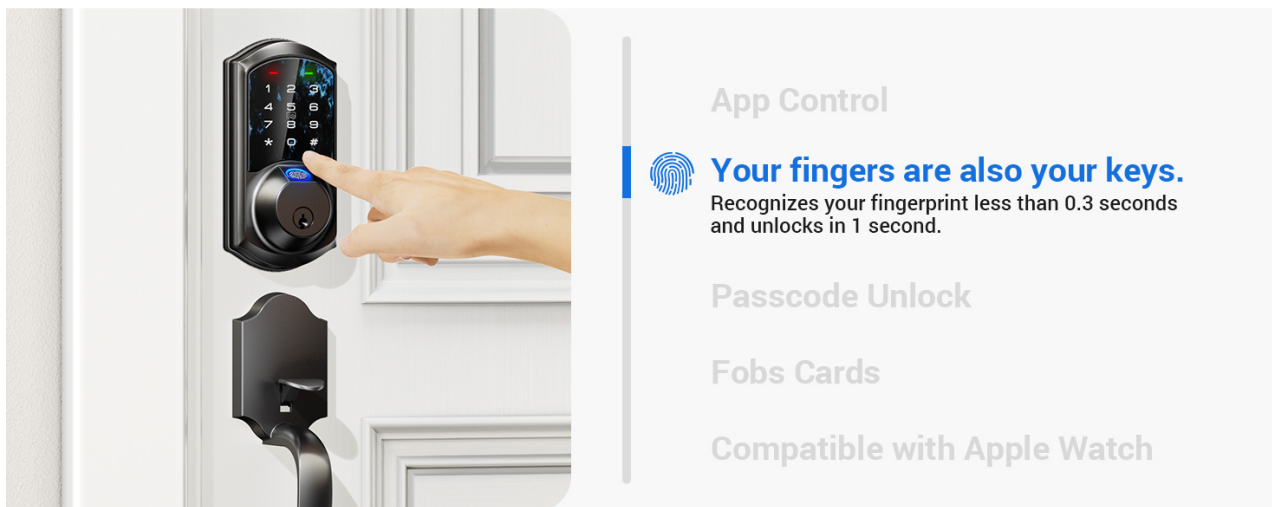 1 2 3
4 5 6
7 8 9
* 0 #
App Control
Your fingers are also your keys.
Recognizes your fingerprint less than 0.3 seconds
and unlocks in 1 second.
Passcode Unlock
Fobs Cards
Compatible with Apple Watch